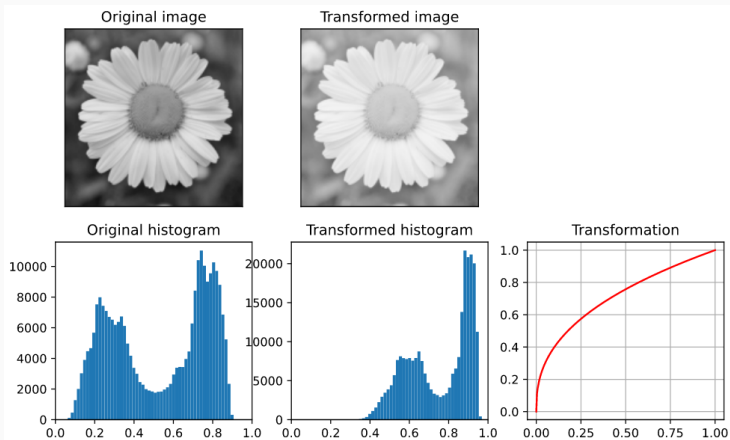 Original image
Transformed image
Original histogram
Transformed histogram
Transformation
10000
8000
6000
4000
2000
0
0.0 0.2 0.4 0.6 0.8 1.0
20000
15000
10000
5000
0
0.0 0.2 0.4 0.6 0.8 1.0
1.0
0.8
0.6
0.4
0.2
0.0
0.00 0.25 0.50 0.75 1.00